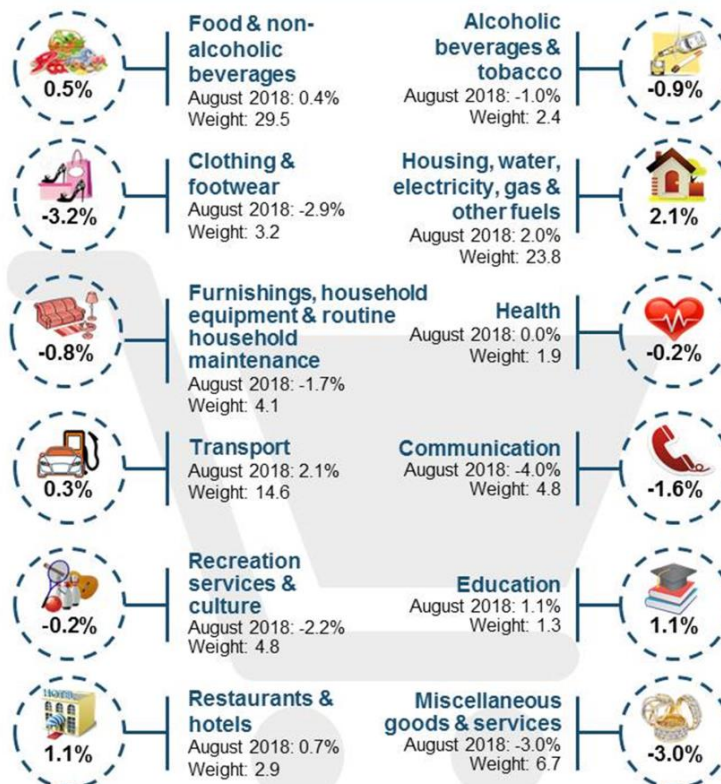 Food & non-
alcoholic
beverages
August 2018: 0.4%
Weight: 29.5
0.5%
Alcoholic
beverages &
tobacco
August 2018: -1.0%
Weight: 2.4
-0.9%
Clothing &
footwear
August 2018: -2.9%
Weight: 3.2
-3.2%
Housing, water,
electricity, gas &
other fuels
August 2018: 2.0%
Weight: 23.8
2.1%
Furnishings, household
equipment & routine
household
maintenance
August 2018: -1.7%
Weight: 4.1
-0.8%
Health
August 2018: 0.0%
Weight: 1.9
-0.2%
Transport
August 2018: 2.1%
Weight: 14.6
0.3%
Communication
August 2018: -4.0%
Weight: 4.8
-1.6%
Recreation
services &
culture
August 2018: -2.2%
Weight: 4.8
-0.2%
Education
August 2018: 1.1%
Weight: 1.3
1.1%
Restaurants &
hotels
August 2018: 0.7%
Weight: 2.9
1.1%
Miscellaneous
goods & services
August 2018: -3.0%
Weight: 6.7
-3.0%